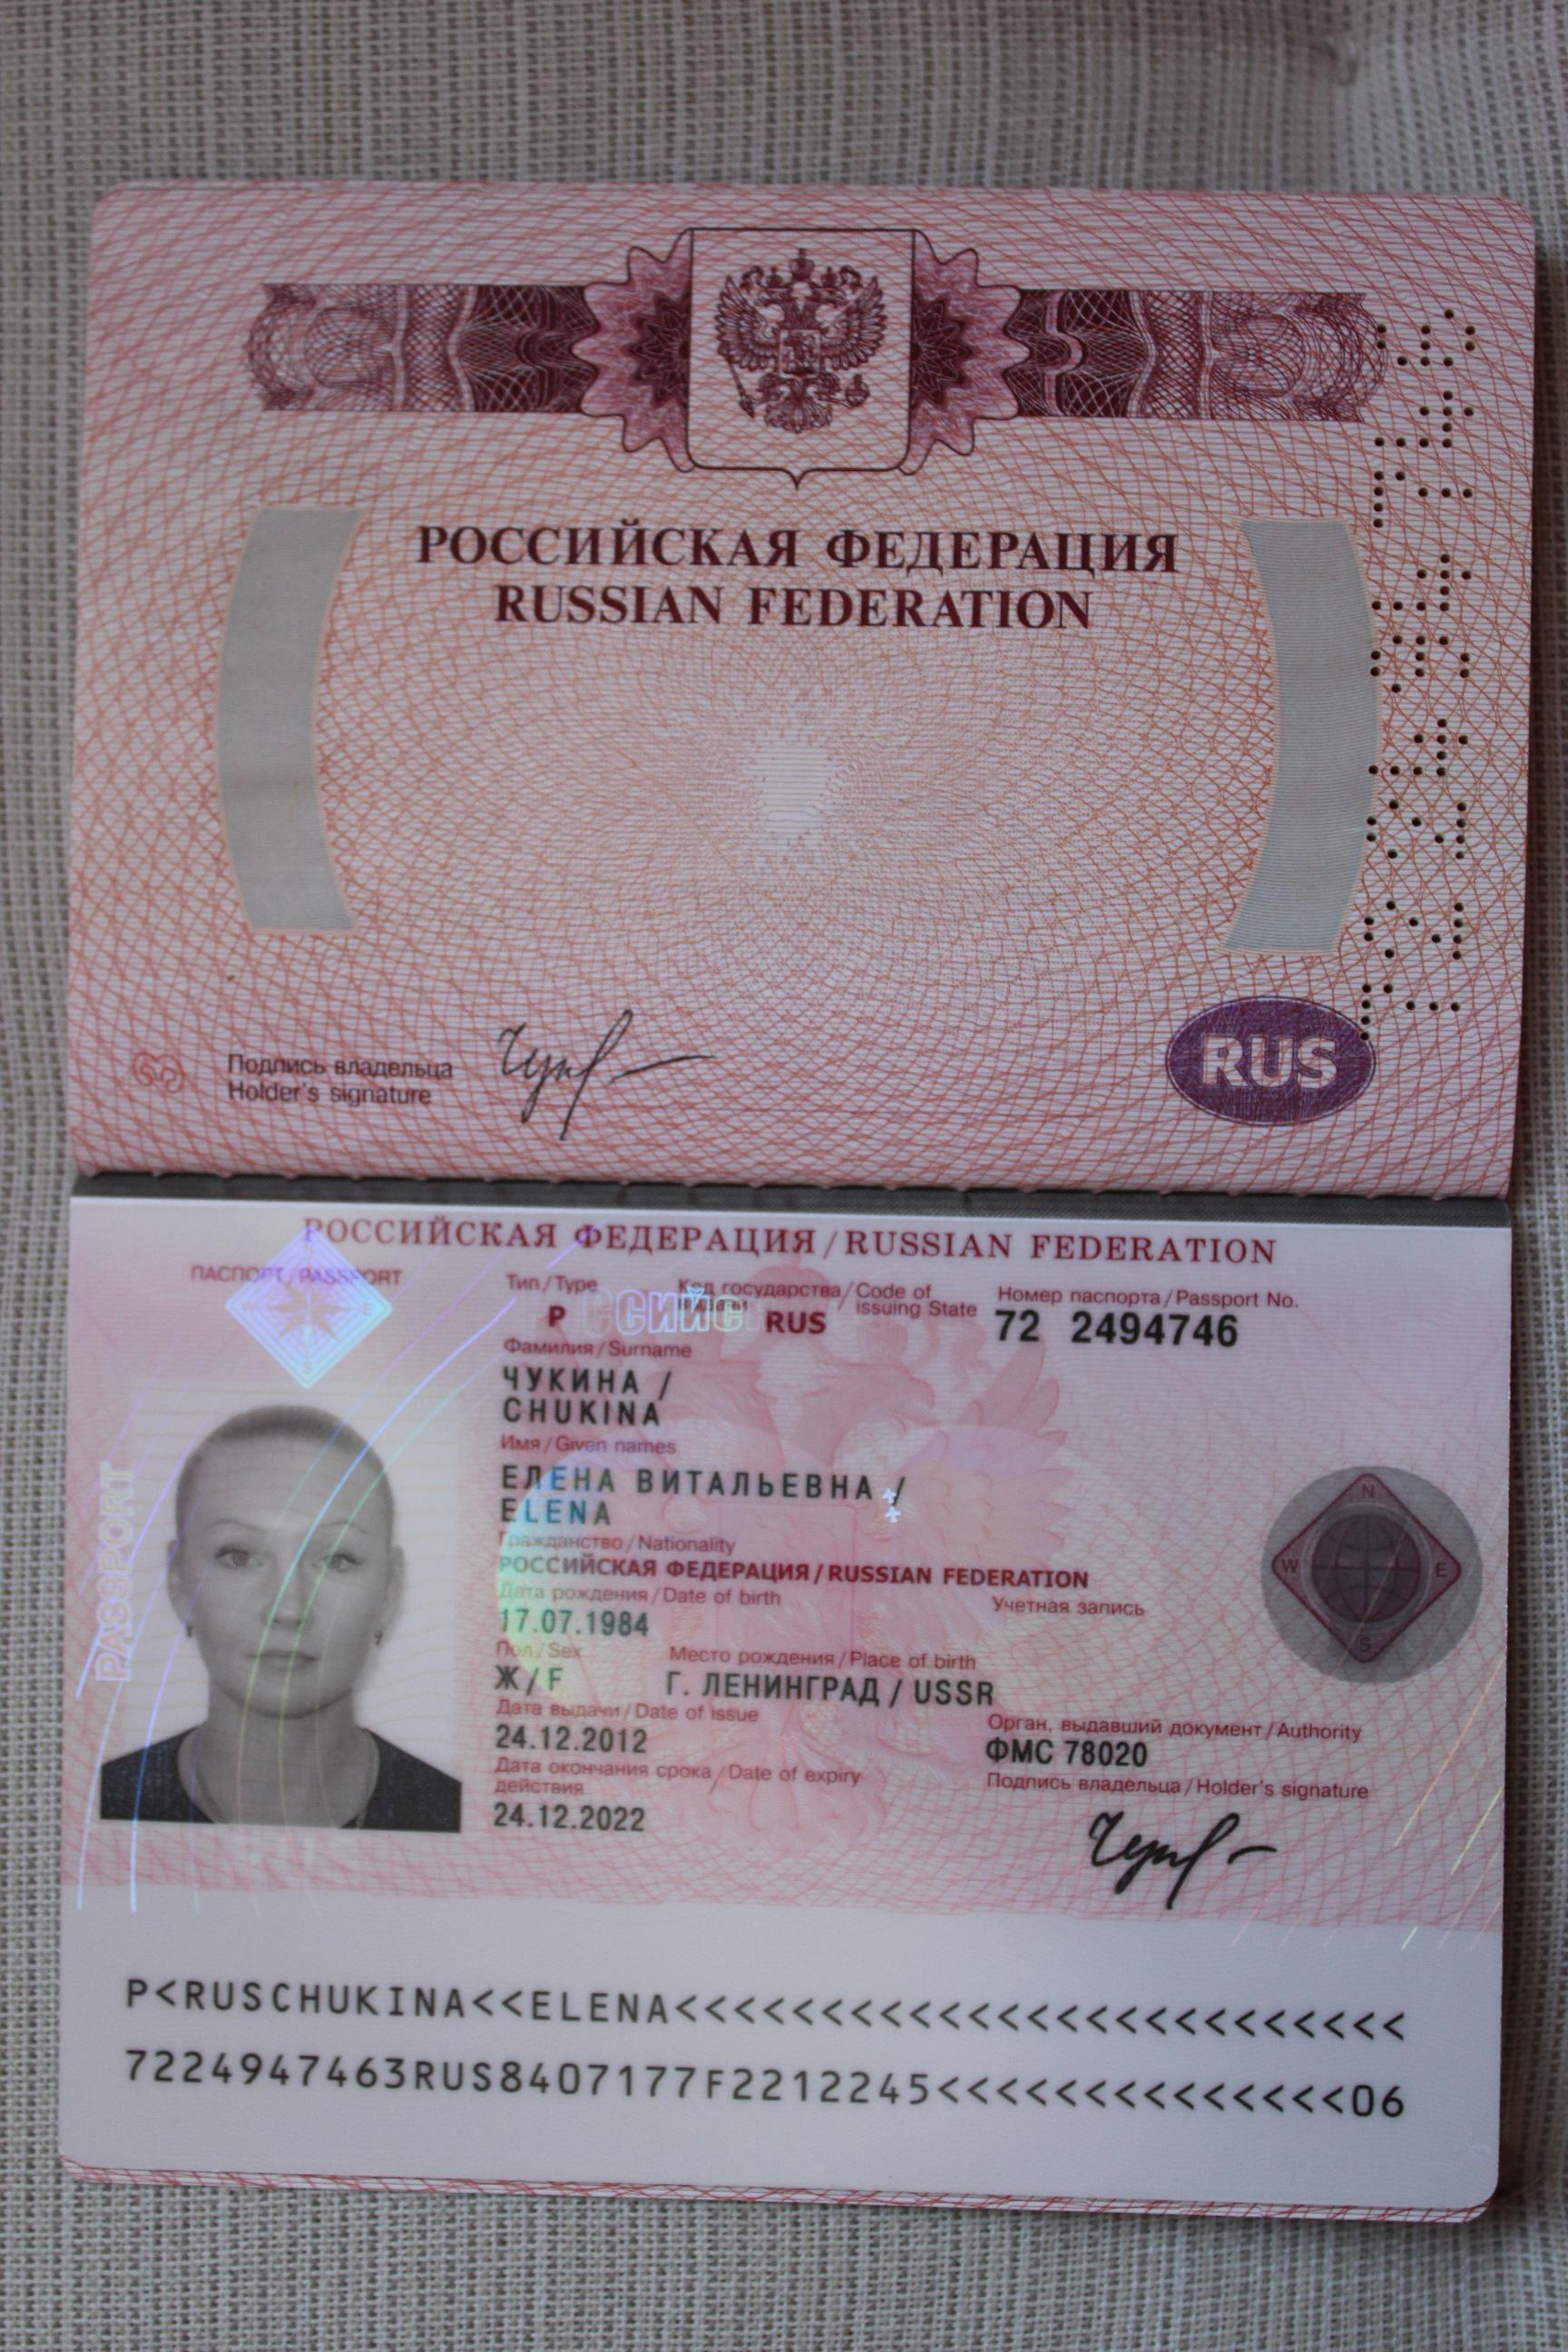 РОССИЙСКАЯ ФЕДЕРАЦИЯ
RUSSIAN FEDERATION
72 2494746
Подпись владельца
Holder's signature
RUS
РОССИЙСКАЯ ФЕДЕРАЦИЯ / RUSSIAN FEDERATION
ПАСПОРТ / PASSPORT
Тип / Type
Код государства / Code of
выдачи issuing State
Номер паспорта / Passport No.
P
RUS
72 2494746
Фамилия / Surname
ЧУКИНА /
CHUKINA
Имя / Given names
ЕЛЕНА ВИТАЛЬЕВНА /
ELENA
Гражданство / Nationality
РОССИЙСКАЯ ФЕДЕРАЦИЯ / RUSSIAN FEDERATION
Дата рождения / Date of birth
Учетная запись
17.07.1984
Пол / Sex
Место рождения / Place of birth
Ж / F
Г. ЛЕНИНГРАД / USSR
Дата выдачи / Date of issue
Орган, выдавший документ / Authority
24.12.2012
ФМС 78020
Дата окончания срока / Date of expiry
действия
Подпись владельца / Holder's signature
24.12.2022
PASSPORT
N
W
E
S
P<RUSCHUKINA<<ELENA<<<<<<<<<<<<<<<<<<<<<<<<<
7224947463RUS8407177F2212245<<<<<<<<<<<<<<06